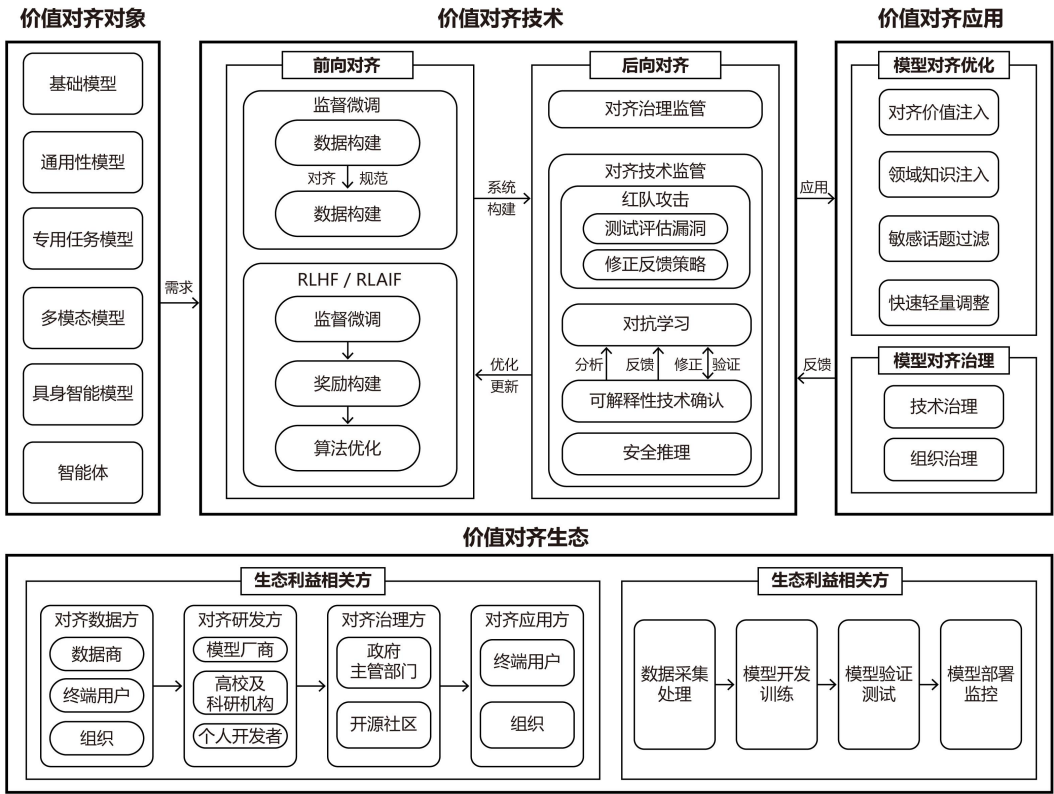 价值对齐对象
基础模型
通用性模型
专用任务模型
多模态模型
具身智能模型
智能体
需求
价值对齐技术
前向对齐
监督微调
数据构建
对齐 规范
数据构建
RLHF / RLAIF
监督微调
奖励构建
算法优化
系统
构建
优化
更新
后向对齐
对齐治理监管
对齐技术监管
红队攻击
测试评估漏洞
修正反馈策略
对抗学习
分析 反馈 修正 验证
可解释性技术确认
安全推理
应用
反馈
价值对齐应用
模型对齐优化
对齐价值注入
领域知识注入
敏感话题过滤
快速轻量调整
模型对齐治理
技术治理
组织治理
价值对齐生态
生态利益相关方
对齐数据方
数据商
终端用户
组织
对齐研发方
模型厂商
高校及
科研机构
个人开发者
对齐治理方
政府
主管部门
开源社区
对齐应用方
终端用户
组织
生态利益相关方
数据采集
处理
模型开发
训练
模型验证
测试
模型部署
监控